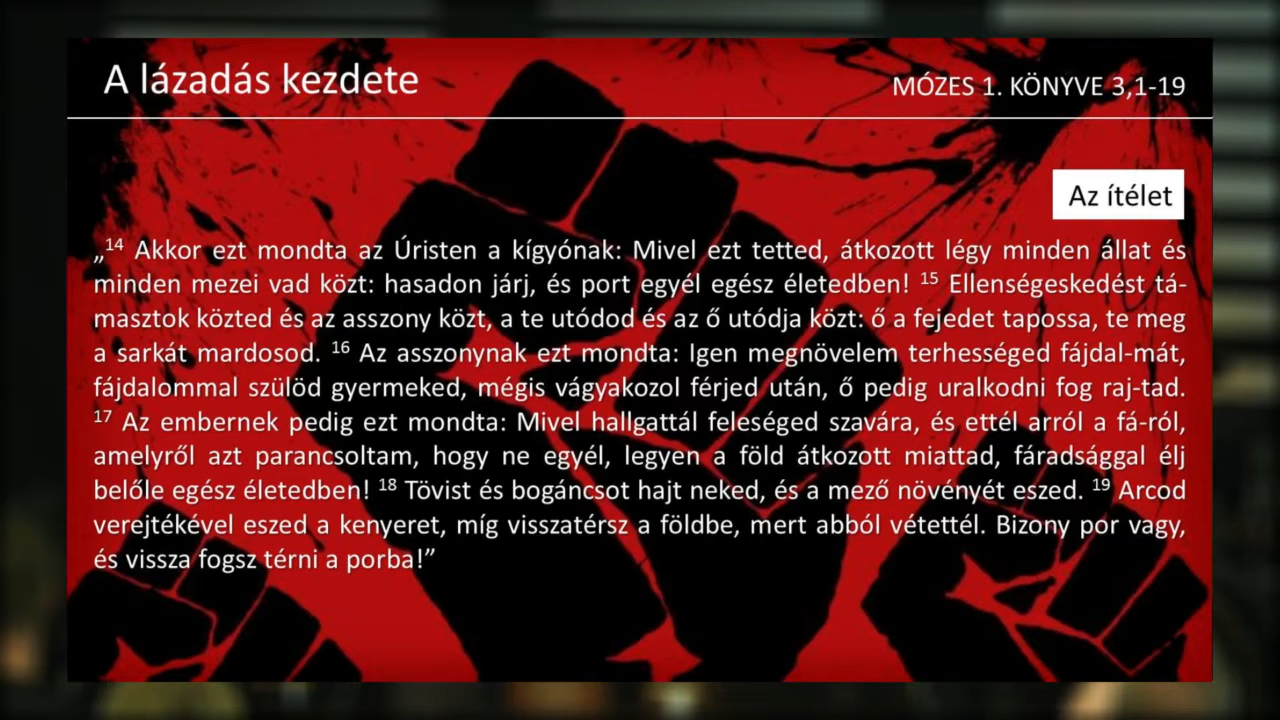 A lázadás kezdete
MÓZES 1. KÖNYVE 3,1-19
Az ítélet
„14 Akkor ezt mondta az Úristen a kígyónak: Mivel ezt tetted, átkozott légy minden állat és
minden mezei vad közt: hasadon járj, és port egyél egész életedben! 15 Ellenségeskedést tá-
masztok közted és az asszony közt, a te utódod és az ő utódja közt: ő a fejedet tapossa, te meg
a sarkát mardosod. 16 Az asszonynak ezt mondta: Igen megnövelem terhességed fájdal-mát,
fájdalommal szülöd gyermeked, mégis vágyakozol férjed után, ő pedig uralkodni fog raj-tad.
17 Az embernek pedig ezt mondta: Mivel hallgattál feleséged szavára, és ettél arról a fá-ról,
amelyről azt parancsoltam, hogy ne egyél, legyen a föld átkozott miattad, fáradsággal élj
belőle egész életedben! 18 Tövist és bogáncsot hajt neked, és a mező növényét eszed. 19 Arcod
verejtékével eszed a kenyeret, míg visszatérsz a földbe, mert abból vétettél. Bizony por vagy,
és vissza fogsz térni a porba!”